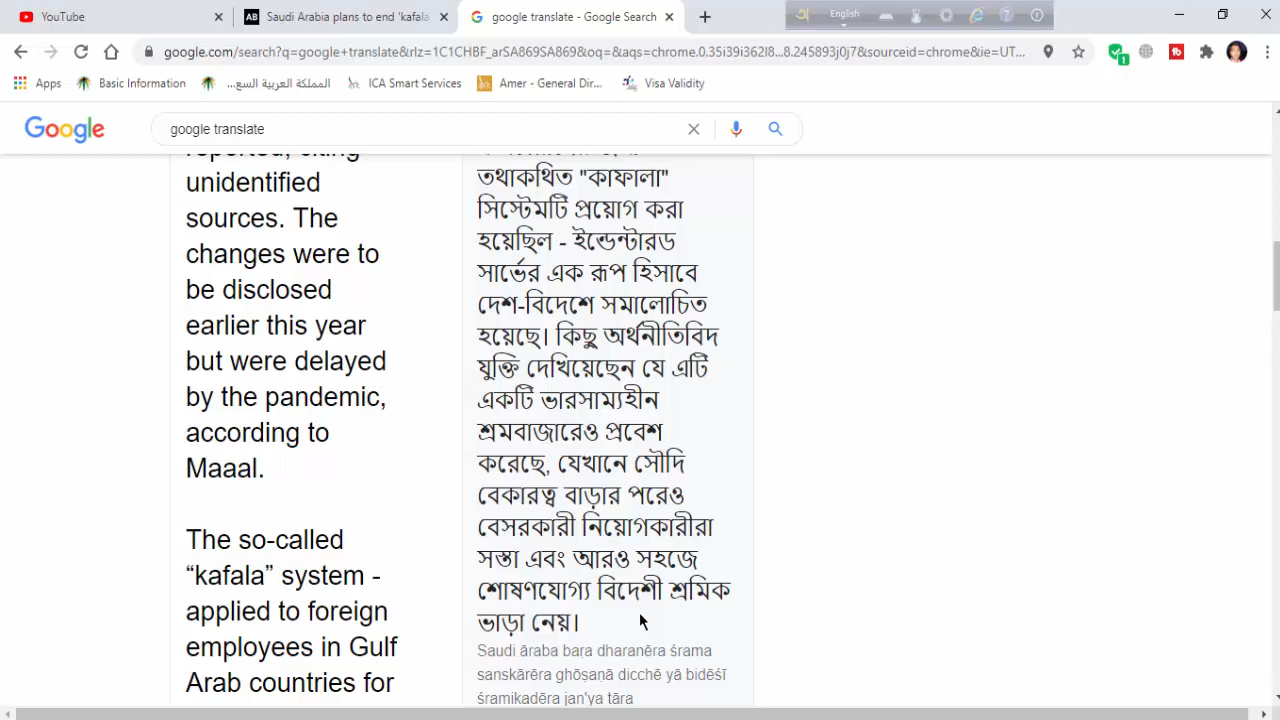 YouTube
Saudi Arabia plans to end 'kafala
google translate - Google Search
English
google.com/search?q=google+translate&rlz=1C1CHBF_arSA869SA869&oq=&aqs=chrome.0.35i39i362l8...8.245893j0j7&sourceid=chrome&ie=UT...
Apps
Basic Information
المملكة العربية السع...
ICA Smart Services
Amer - General Dir...
Visa Validity
Google
google translate
reported, citing
unidentified
sources. The
changes were to
be disclosed
earlier this year
but were delayed
by the pandemic,
according to
Maaal.
The so-called
“kafala” system -
applied to foreign
employees in Gulf
Arab countries for
তথাকথিত "কাফালা"
সিস্টেমটি প্রয়োগ করা
হয়েছিল - ইন্ডেন্টারড
সার্ভের এক রূপ হিসাবে
দেশ-বিদেশে সমালোচিত
হয়েছে। কিছু অর্থনীতিবিদ
যুক্তি দেখিয়েছেন যে এটি
একটি ভারসাম্যহীন
শ্রমবাজারেও প্রবেশ
করেছে, যেখানে সৌদি
বেকারত্ব বাড়ার পরেও
বেসরকারী নিয়োগকারীরা
সস্তা এবং আরও সহজে
শোষণযোগ্য বিদেশী শ্রমিক
ভাড়া নেয়।
Saudi āraba baṛa dharanēra śrama
sanskārēra ghōṣaṇā dicchē yā bidēśī
śramikadēra jan'ya tāra